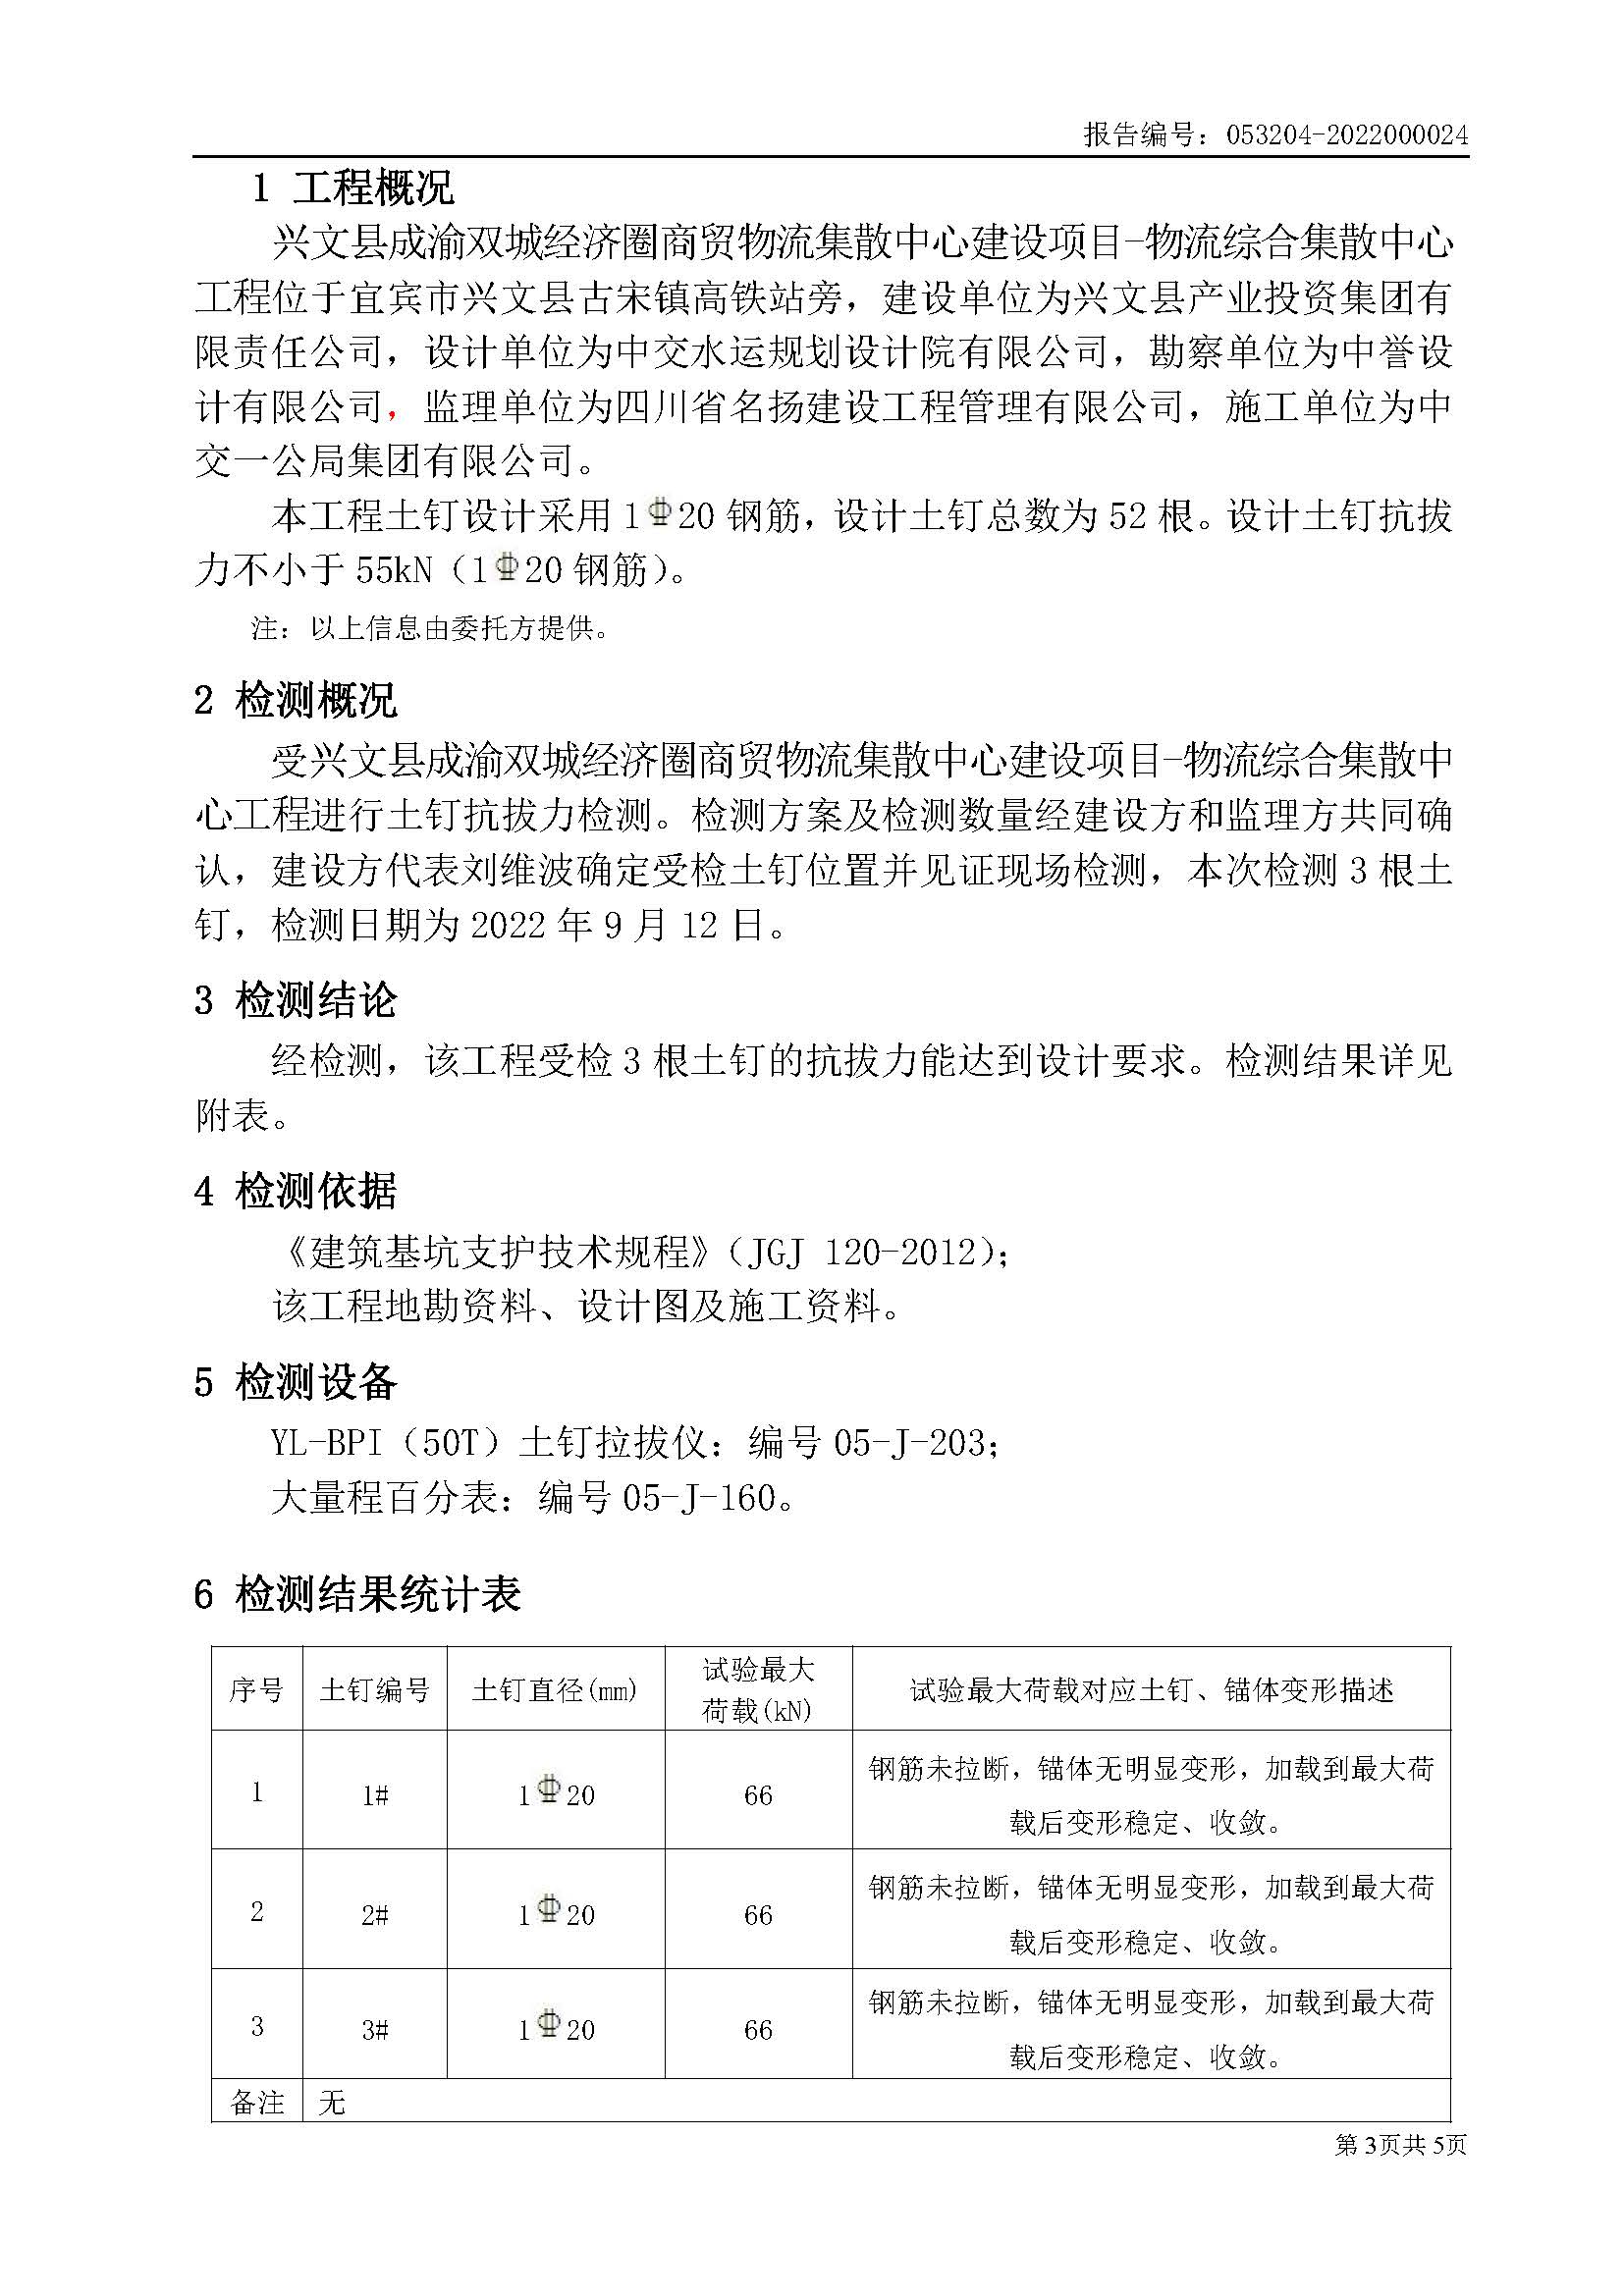 报告编号：053204-2022000024
1 工程概况
兴文县成渝双城经济圈商贸物流集散中心建设项目-物流综合集散中心
工程位于宜宾市兴文县古宋镇高铁站旁，建设单位为兴文县产业投资集团有
限责任公司，设计单位为中交水运规划设计院有限公司，勘察单位为中誉设
计有限公司，监理单位为四川省名扬建设工程管理有限公司，施工单位为中
交一公局集团有限公司。
本工程土钉设计采用 1⏀20 钢筋，设计土钉总数为 52 根。设计土钉抗拔
力不小于 55kN（1⏀20 钢筋）。
注：以上信息由委托方提供。
2 检测概况
受兴文县成渝双城经济圈商贸物流集散中心建设项目-物流综合集散中
心工程进行土钉抗拔力检测。检测方案及检测数量经建设方和监理方共同确
认，建设方代表刘维波确定受检土钉位置并见证现场检测，本次检测 3 根土
钉，检测日期为 2022 年 9 月 12 日。
3 检测结论
经检测，该工程受检 3 根土钉的抗拔力能达到设计要求。检测结果详见
附表。
4 检测依据
《建筑基坑支护技术规程》（JGJ 120-2012）；
该工程地勘资料、设计图及施工资料。
5 检测设备
YL-BPI（50T）土钉拉拔仪：编号 05-J-203；
大量程百分表：编号 05-J-160。
6 检测结果统计表
序号 土钉编号 土钉直径(mm) 试验最大荷载(kN) 试验最大荷载对应土钉、锚体变形描述
1 1# 1⏀20 66 钢筋未拉断，锚体无明显变形，加载到最大荷
载后变形稳定、收敛。
2 2# 1⏀20 66 钢筋未拉断，锚体无明显变形，加载到最大荷
载后变形稳定、收敛。
3 3# 1⏀20 66 钢筋未拉断，锚体无明显变形，加载到最大荷
载后变形稳定、收敛。
备注 无
第 3页共 5页